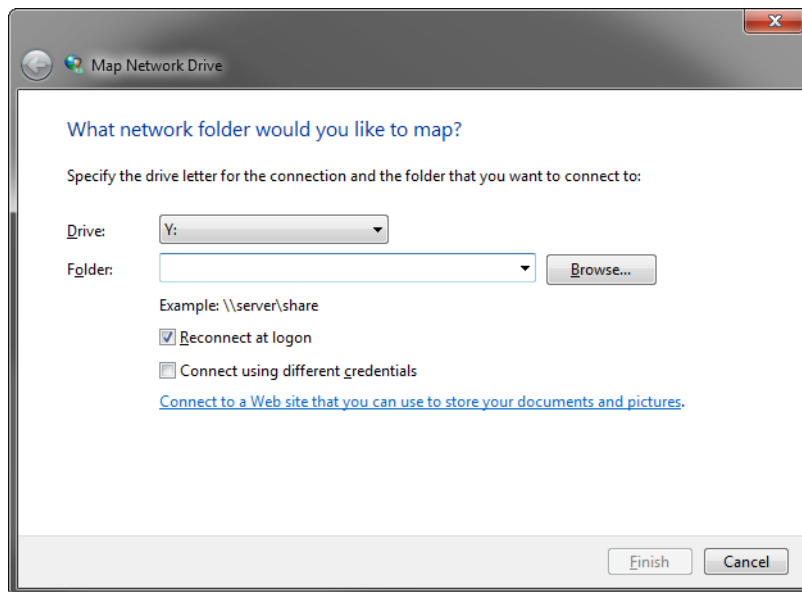 Map Network Drive
What network folder would you like to map?
Specify the drive letter for the connection and the folder that you want to connect to:
Drive: Y:
Folder: Browse...
Example: \\server\share
Reconnect at logon
Connect using different credentials
Connect to a Web site that you can use to store your documents and pictures.
Finish Cancel